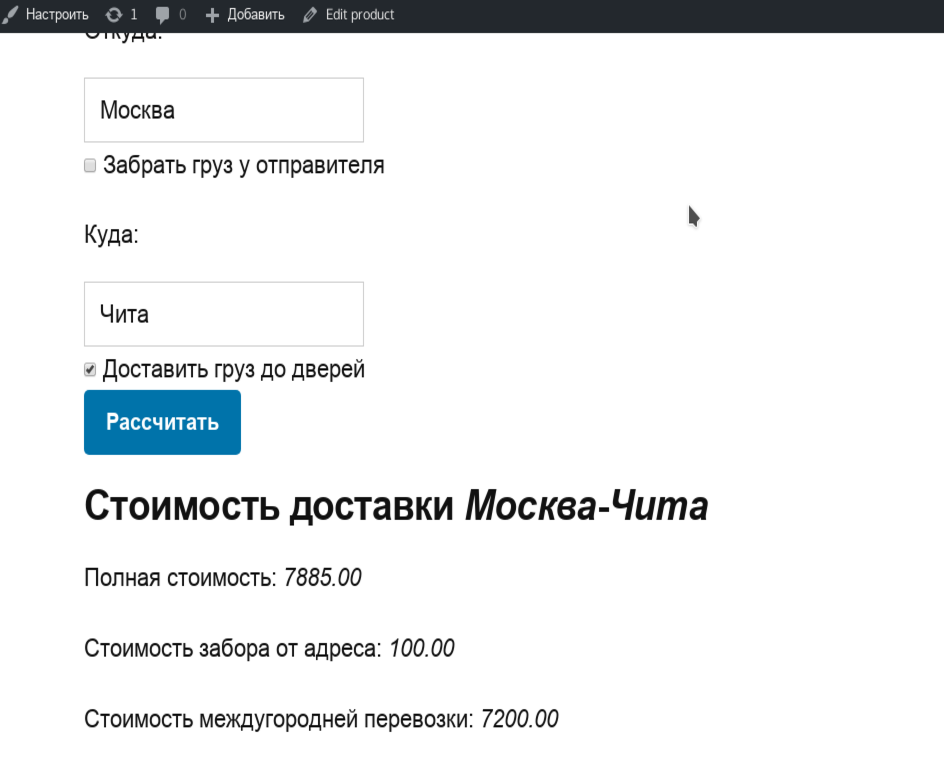 Настроить 1 0 Добавить Edit product
Откуда:
Москва
Забрать груз у отправителя
Куда:
Чита
Доставить груз до дверей
Рассчитать
Стоимость доставки Москва-Чита
Полная стоимость: 7885.00
Стоимость забора от адреса: 100.00
Стоимость междугородней перевозки: 7200.00